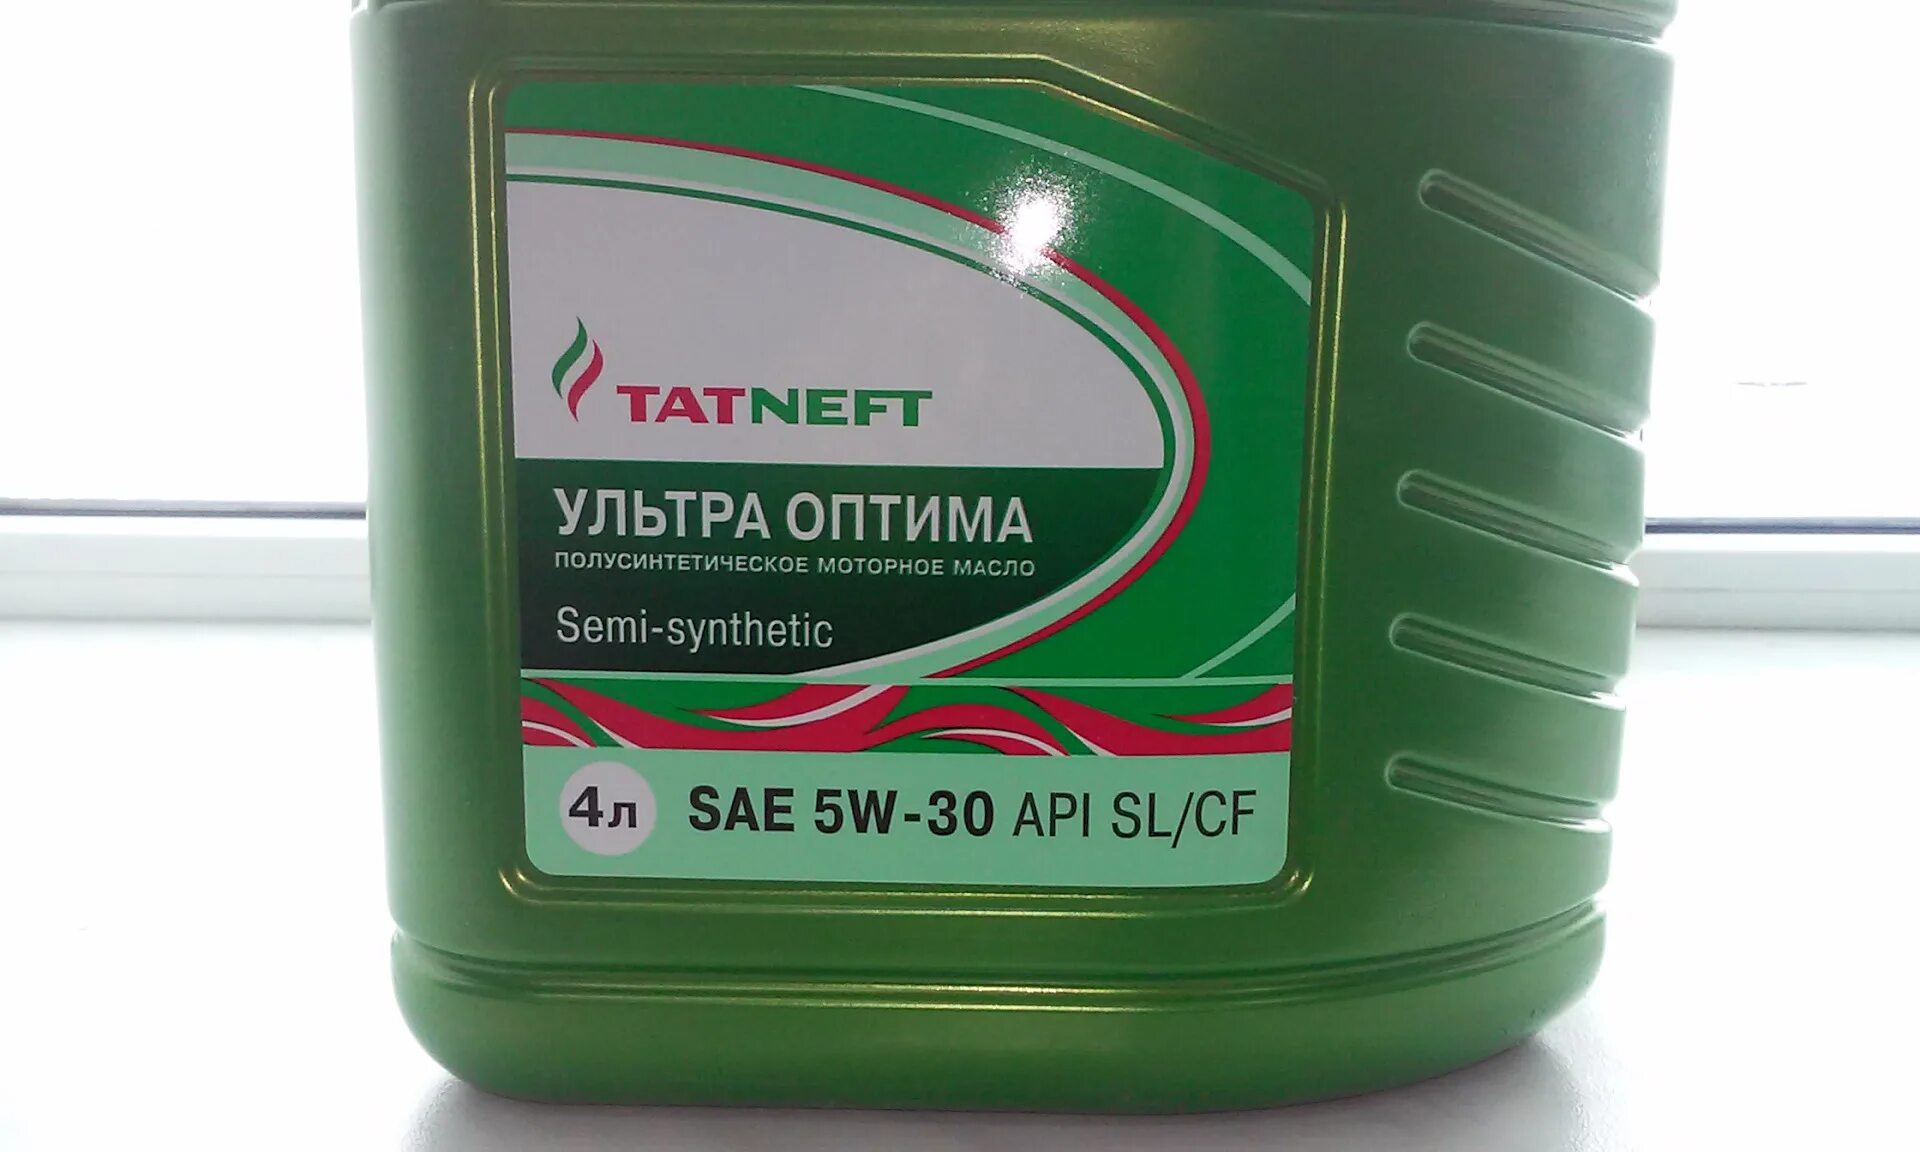 TATNEFT
УЛЬТРА ОПТИМА
ПОЛУСИНТЕТИЧЕСКОЕ МОТОРНОЕ МАСЛО
Semi-synthetic
4л SAE 5W-30 API SL/CF